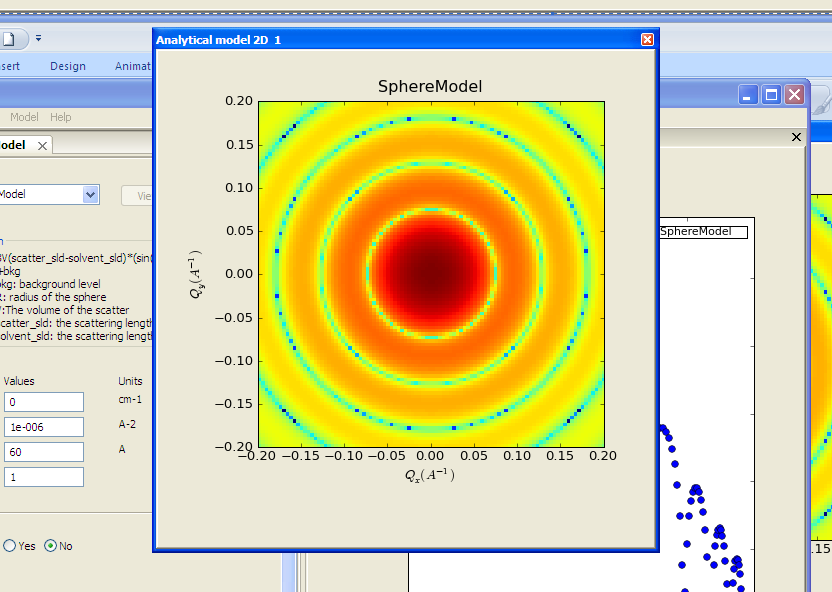 sert Design Animat
Analytical model 2D 1
Model Help
odel
Model
Vie
SphereModel
V(scatter_sld-solvent_sld)*(sin(
+bkg
kg: background level
: radius of the sphere
:The volume of the scatter
catter_sld: the scattering length
olvent_sld: the scattering length
Values Units
0 cm-1
1e-006 A-2
60 A
1
Yes No
SphereModel
0.20
0.15
0.10
0.05
0.00
−0.05
−0.10
−0.15
−0.20
Qy(A−1)
−0.20 −0.15 −0.10 −0.05 0.00 0.05 0.10 0.15 0.20
Qx(A−1)
.15